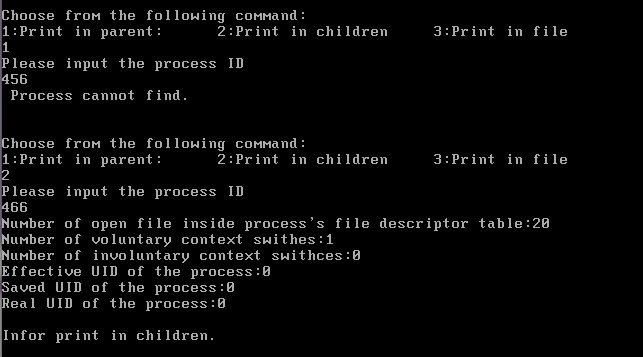 Choose from the following command:
1:Print in parent: 2:Print in children 3:Print in file
1
Please input the process ID
456
Process cannot find.
Choose from the following command:
1:Print in parent: 2:Print in children 3:Print in file
2
Please input the process ID
466
Number of open file inside process's file descriptor table:20
Number of voluntary context swithes:1
Number of involuntary context swithces:0
Effective UID of the process:0
Saved UID of the process:0
Real UID of the process:0
Infor print in children.